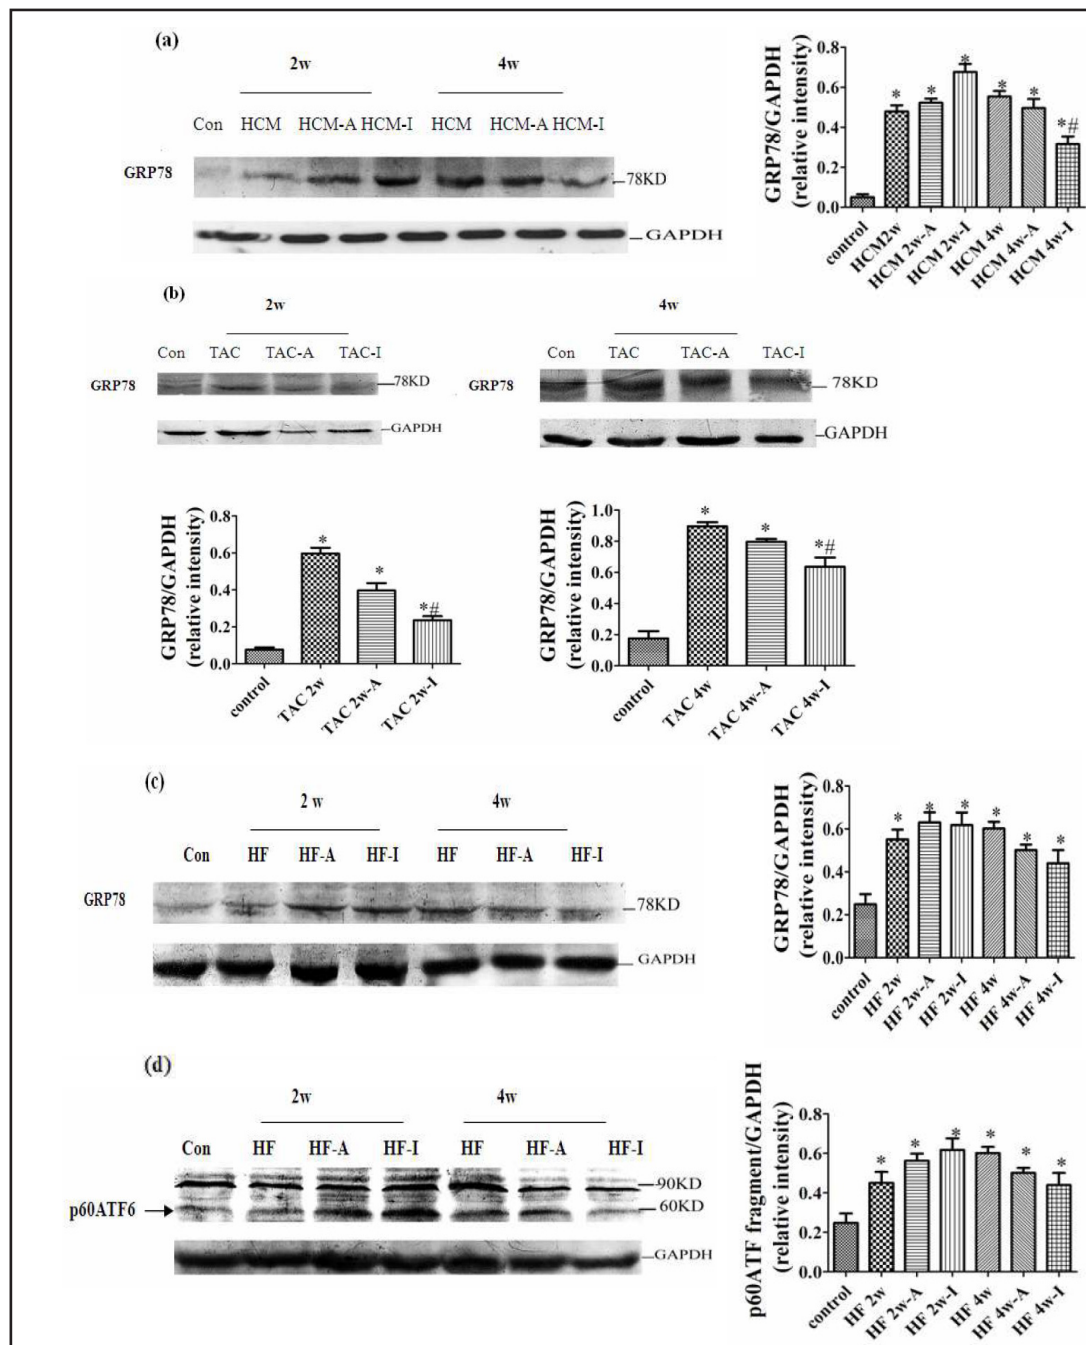 (a)
2w 4w
Con HCM HCM-A HCM-I HCM HCM-A HCM-I
GRP78
78KD
GAPDH
GRP78/GAPDH
(relative intensity)
0.8
0.6
0.4
0.2
0.0
* * * * * *#
control HCM2w HCM 2w-A HCM 2w-I HCM 4w HCM 4w-A HCM 4w-I
(b)
2w
Con TAC TAC-A TAC-I
GRP78
78KD
GAPDH
4w
Con TAC TAC-A TAC-I
GRP78
78KD
GAPDH
GRP78/GAPDH
(relative intensity)
0.8
0.6
0.4
0.2
0.0
* * *#
control TAC 2w TAC 2w-A TAC 2w-I
GRP78/GAPDH
(relative intensity)
1.0
0.8
0.6
0.4
0.2
0.0
* * *#
control TAC 4w TAC 4w-A TAC 4w-I
(c)
2 w 4w
Con HF HF-A HF-I HF HF-A HF-I
GRP78
78KD
GAPDH
GRP78/GAPDH
(relative intensity)
0.8
0.6
0.4
0.2
0.0
* * * * * *
control HF 2w HF 2w-A HF 2w-I HF 4w HF 4w-A HF 4w-I
(d)
2w 4w
Con HF HF-A HF-I HF HF-A HF-I
90KD
p60ATF6 60KD
GAPDH
p60ATF fragment/GAPDH
(relative intensity)
0.8
0.6
0.4
0.2
0.0
* * * * * *
control HF 2w HF 2w-A HF 2w-I HF 4w HF 4w-A HF 4w-I